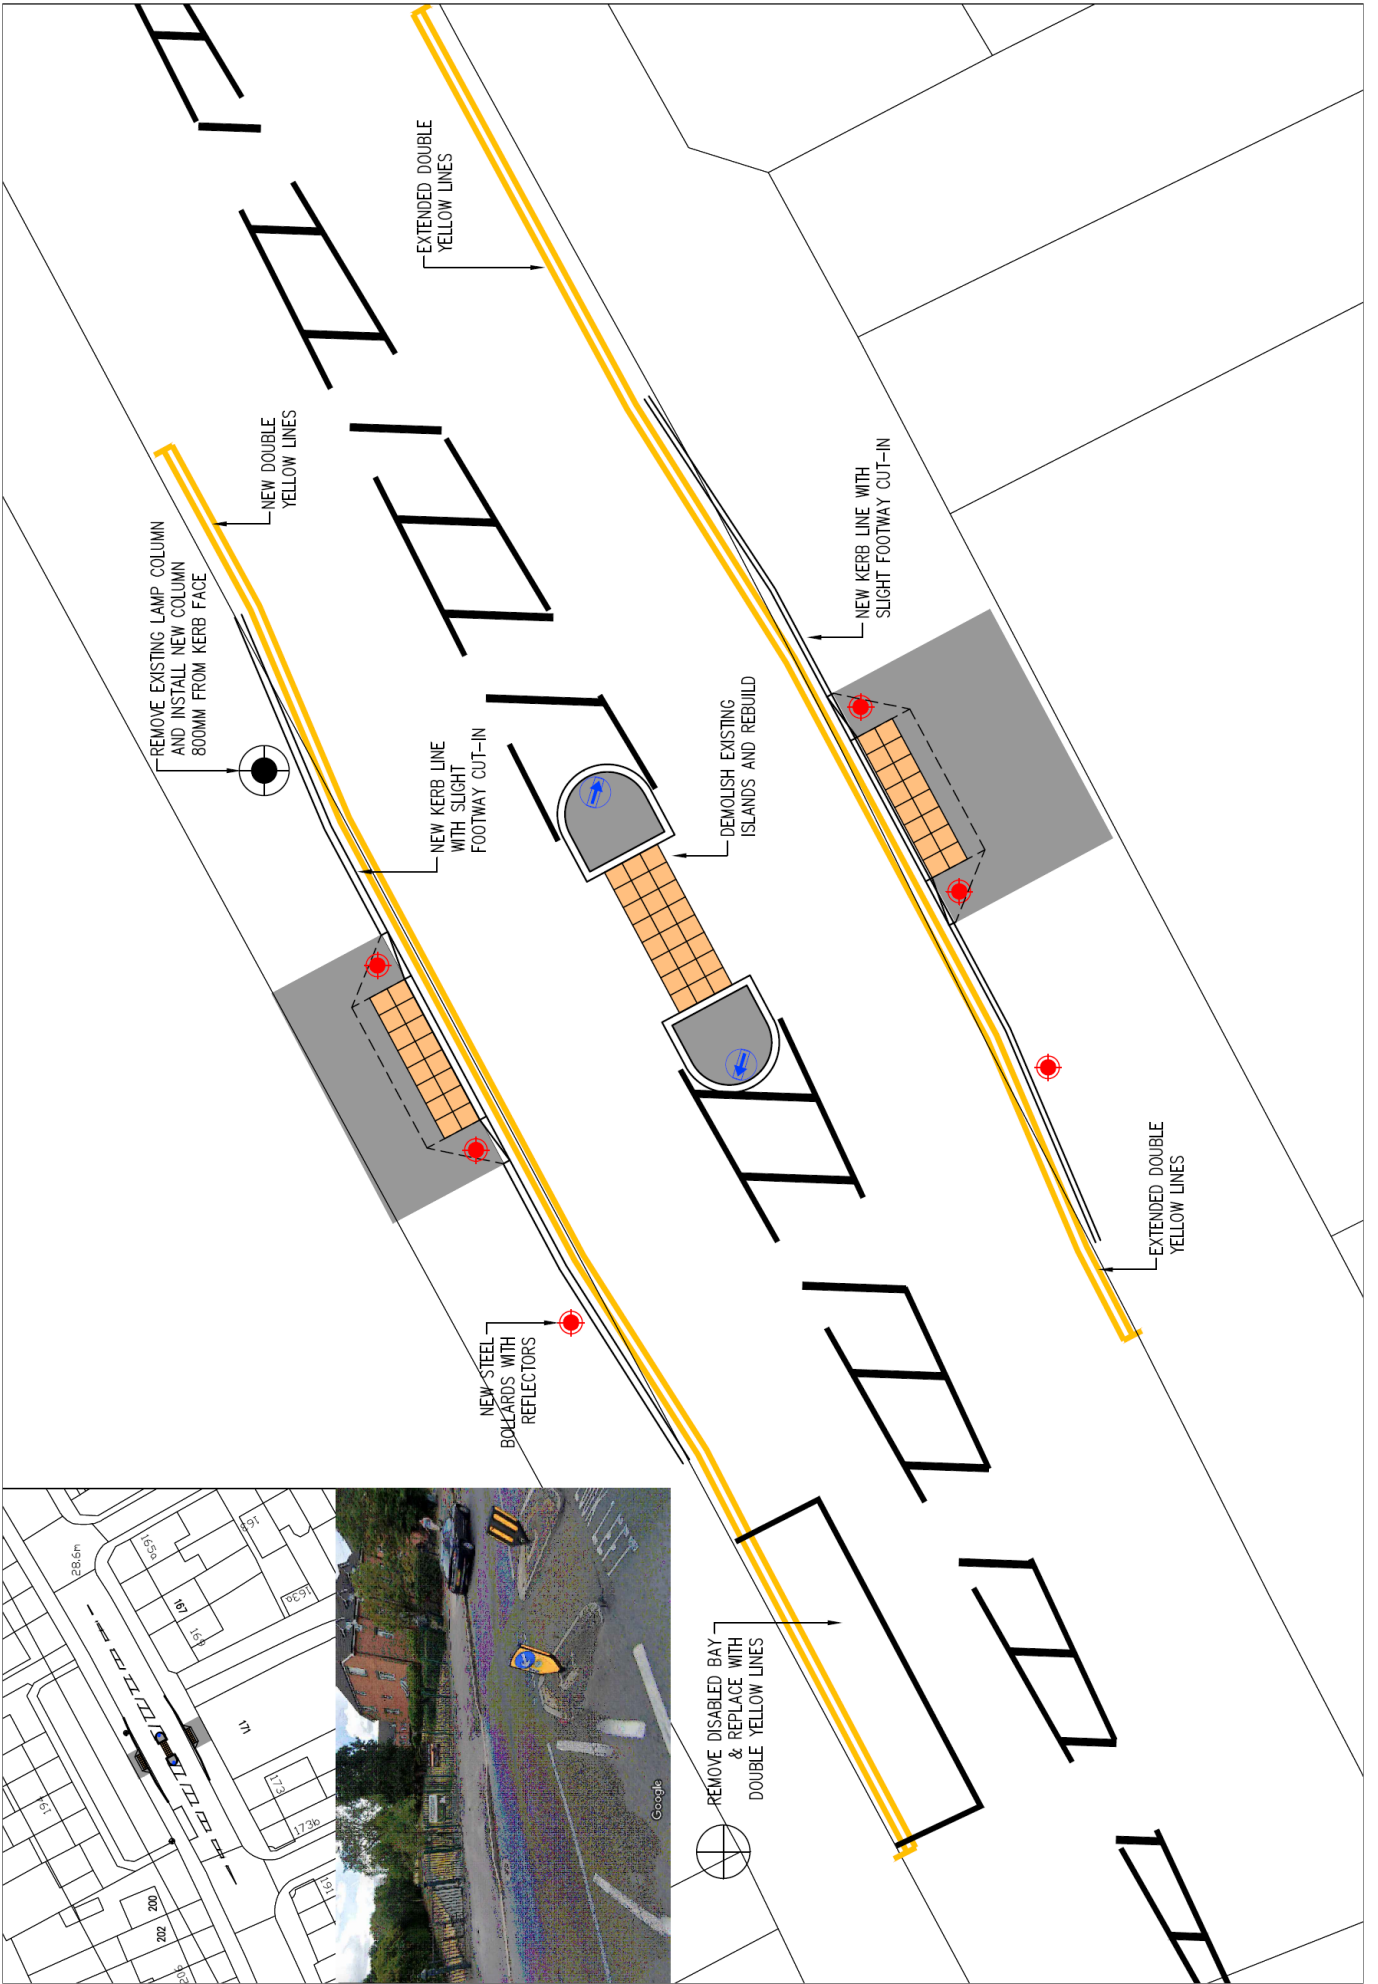 EXTENDED DOUBLE
YELLOW LINES
NEW DOUBLE
YELLOW LINES
REMOVE EXISTING LAMP COLUMN
AND INSTALL NEW COLUMN
800MM FROM KERB FACE
NEW KERB LINE WITH
SLIGHT FOOTWAY CUT-IN
NEW KERB LINE
WITH SLIGHT
FOOTWAY CUT-IN
DEMOLISH EXISTING
ISLANDS AND REBUILD
EXTENDED DOUBLE
YELLOW LINES
NEW STEEL
BOLLARDS WITH
REFLECTORS
REMOVE DISABLED BAY
& REPLACE WITH
DOUBLE YELLOW LINES
28.6m
165a
167
169
163a
171
173
173b
191
194
200
202
206
Google